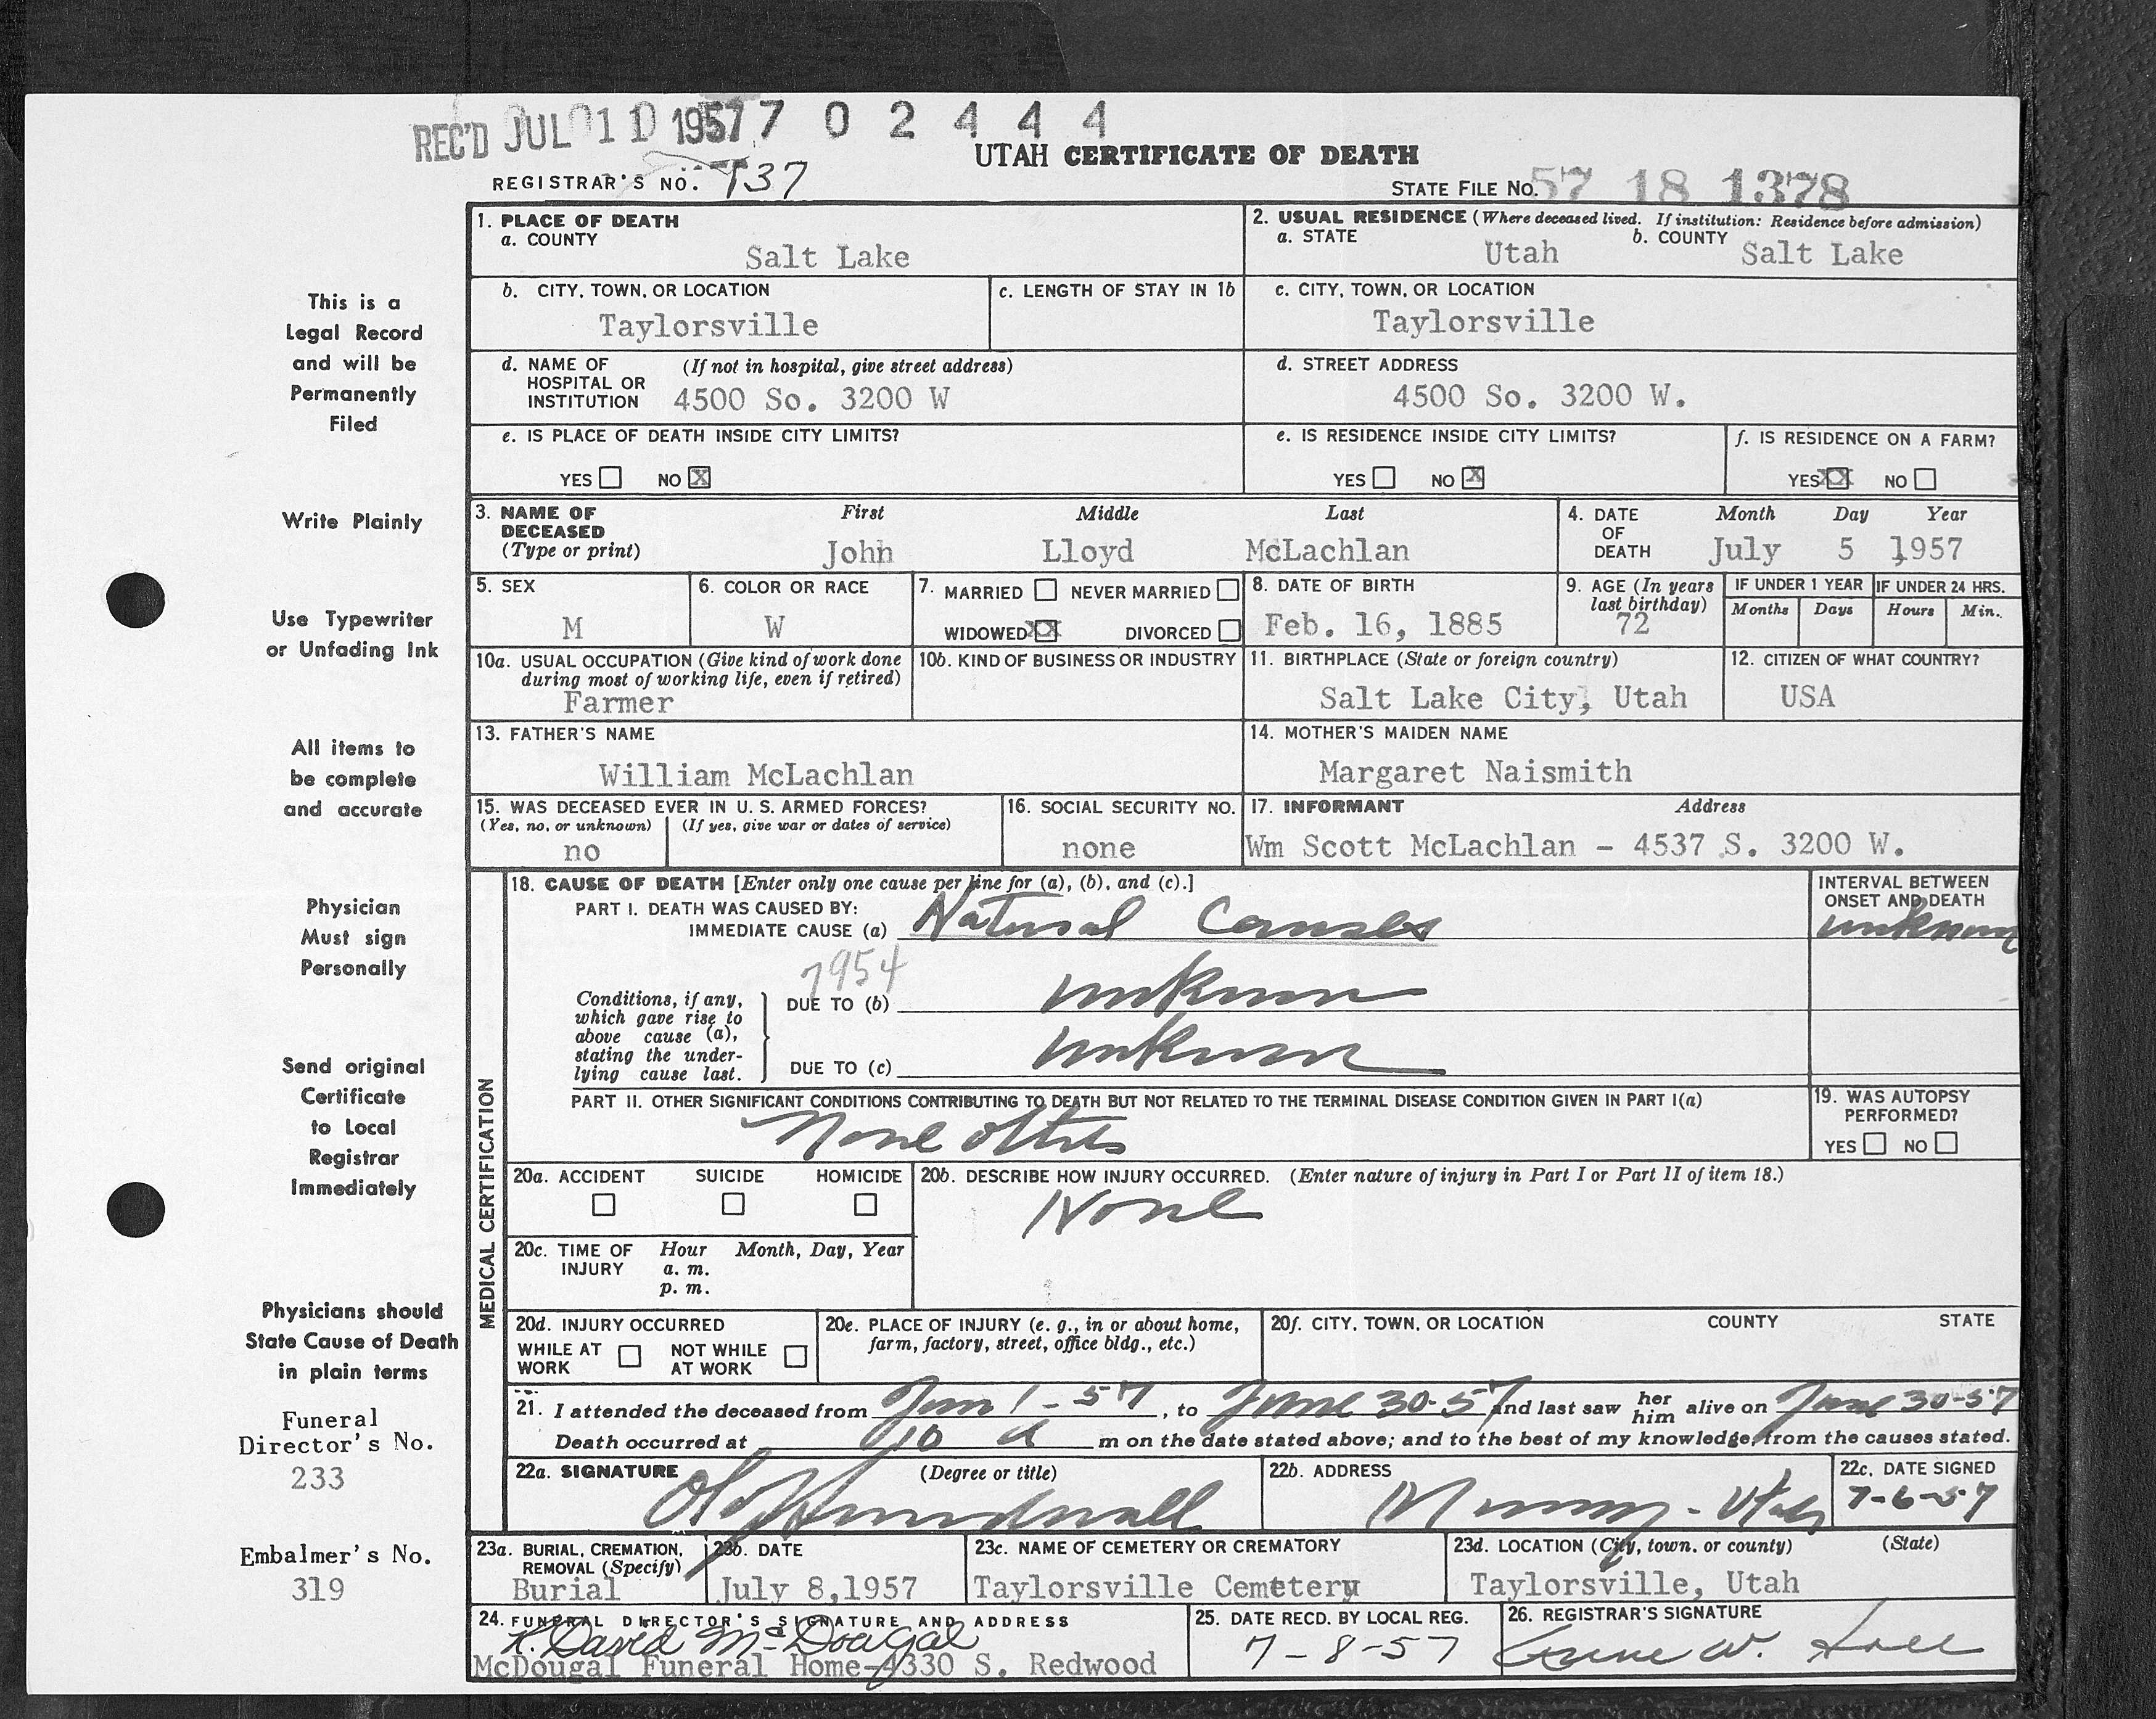 REC'D JUL 10 1957 7 0 2 4 4 4
UTAH CERTIFICATE OF DEATH
REGISTRAR'S NO. T37
STATE FILE NO. 57 18 1378
This is a
Legal Record
and will be
Permanently
Filed
Write Plainly
Use Typewriter
or Unfading Ink
All items to
be complete
and accurate
Physician
Must sign
Personally
Send original
Certificate
to Local
Registrar
Immediately
Physicians should
State Cause of Death
in plain terms
Funeral
Director's No.
233
Embalmer's No.
319
1. PLACE OF DEATH
a. COUNTY
Salt Lake
2. USUAL RESIDENCE (Where deceased lived. If institution: Residence before admission)
a. STATE Utah b. COUNTY Salt Lake
b. CITY, TOWN, OR LOCATION
Taylorsville
c. LENGTH OF STAY IN 1b
c. CITY, TOWN, OR LOCATION
Taylorsville
d. NAME OF (If not in hospital, give street address)
HOSPITAL OR
INSTITUTION 4500 So. 3200 W
d. STREET ADDRESS
4500 So. 3200 W.
e. IS PLACE OF DEATH INSIDE CITY LIMITS?
YES NO X
e. IS RESIDENCE INSIDE CITY LIMITS?
YES NO X
f. IS RESIDENCE ON A FARM?
YES XX NO
3. NAME OF First Middle Last
DECEASED
(Type or print) John Lloyd McLachlan
4. DATE Month Day Year
OF
DEATH July 5 1957
5. SEX
M
6. COLOR OR RACE
W
7. MARRIED NEVER MARRIED
WIDOWED XX DIVORCED
8. DATE OF BIRTH
Feb. 16, 1885
9. AGE (In years
last birthday)
72
IF UNDER 1 YEAR
Months Days
IF UNDER 24 HRS.
Hours Min.
10a. USUAL OCCUPATION (Give kind of work done
during most of working life, even if retired)
Farmer
10b. KIND OF BUSINESS OR INDUSTRY
11. BIRTHPLACE (State or foreign country)
Salt Lake City, Utah
12. CITIZEN OF WHAT COUNTRY?
USA
13. FATHER'S NAME
William McLachlan
14. MOTHER'S MAIDEN NAME
Margaret Naismith
15. WAS DECEASED EVER IN U. S. ARMED FORCES?
(Yes, no, or unknown) (If yes, give war or dates of service)
no
16. SOCIAL SECURITY NO.
none
17. INFORMANT Address
Wm Scott McLachlan - 4537 S. 3200 W.
MEDICAL CERTIFICATION
18. CAUSE OF DEATH [Enter only one cause per line for (a), (b), and (c).]
PART I. DEATH WAS CAUSED BY:
IMMEDIATE CAUSE (a) Natural Causes
INTERVAL BETWEEN
ONSET AND DEATH
unknown
7954
Conditions, if any,
which gave rise to
above cause (a),
stating the under-
lying cause last.
DUE TO (b) unknown
DUE TO (c) unknown
PART II. OTHER SIGNIFICANT CONDITIONS CONTRIBUTING TO DEATH BUT NOT RELATED TO THE TERMINAL DISEASE CONDITION GIVEN IN PART I(a)
None others
19. WAS AUTOPSY
PERFORMED?
YES NO
20a. ACCIDENT SUICIDE HOMICIDE
20b. DESCRIBE HOW INJURY OCCURRED. (Enter nature of injury in Part I or Part II of item 18.)
None
20c. TIME OF Hour Month, Day, Year
INJURY a. m.
p. m.
20d. INJURY OCCURRED
WHILE AT NOT WHILE
WORK AT WORK
20e. PLACE OF INJURY (e. g., in or about home,
farm, factory, street, office bldg., etc.)
20f. CITY, TOWN, OR LOCATION COUNTY STATE
21. I attended the deceased from Jan 1-57, to June 30-57 and last saw her him alive on June 30-57
Death occurred at 10 a m on the date stated above; and to the best of my knowledge, from the causes stated.
22a. SIGNATURE (Degree or title)
22b. ADDRESS
Murray - Utah
22c. DATE SIGNED
7-6-57
23a. BURIAL, CREMATION,
REMOVAL (Specify)
Burial
23b. DATE
July 8,1957
23c. NAME OF CEMETERY OR CREMATORY
Taylorsville Cemetery
23d. LOCATION (City, town, or county) (State)
Taylorsville, Utah
24. FUNERAL DIRECTOR'S SIGNATURE AND ADDRESS
K. David McDougal
McDougal Funeral Home-4330 S. Redwood
25. DATE RECD. BY LOCAL REG.
7-8-57
26. REGISTRAR'S SIGNATURE
W.